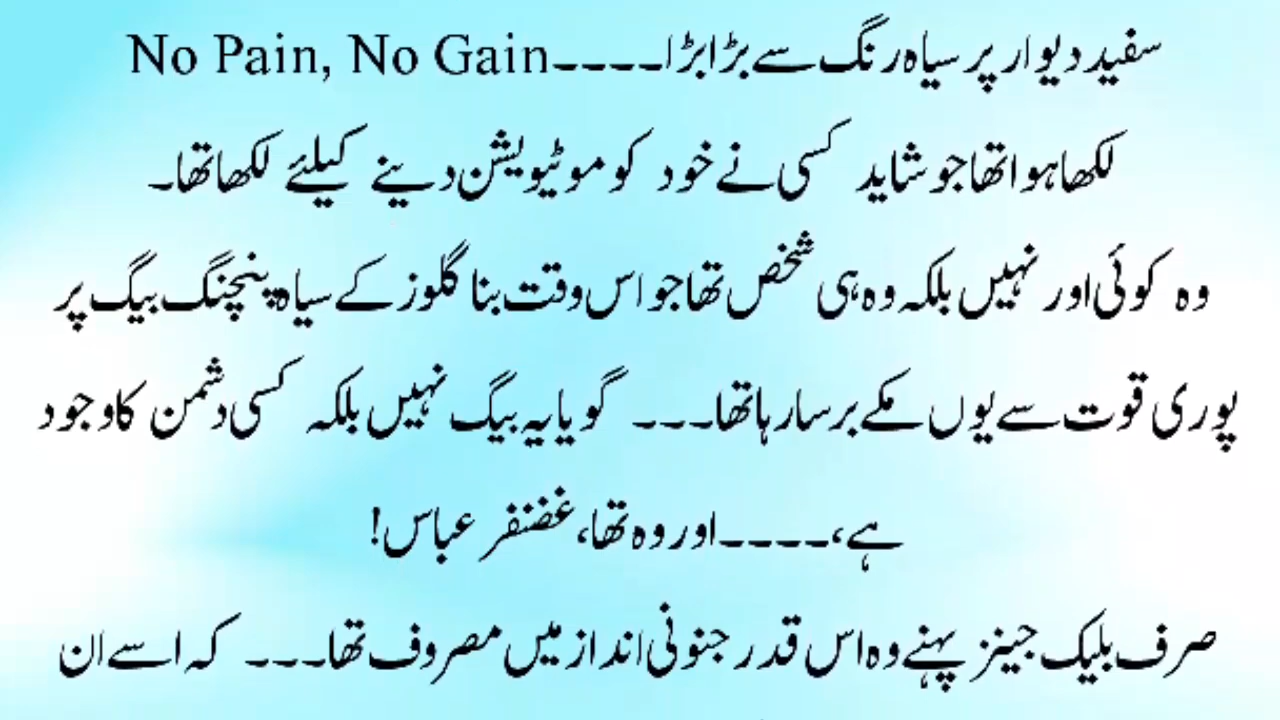 سفید دیوار پر سیاہ رنگ سے بڑا بڑا۔۔۔۔No Pain, No Gain
لکھا ہوا تھا جو شاید کسی نے خود کو موٹیویشن دینے کیلئے لکھا تھا۔
وہ کوئی اور نہیں بلکہ وہ ہی شخص تھا جو اس وقت بنا گلوز کے سیاہ پنچنگ بیگ پر
پوری قوت سے یوں مکے برسا رہا تھا۔۔۔ گویا یہ بیگ نہیں بلکہ کسی دشمن کا وجود
ہے،۔۔۔۔اور وہ تھا، غضنفر عباس!
صرف بلیک جینز پہنے وہ اس قدر جنونی انداز میں مصروف تھا۔۔۔ کہ اسے ان